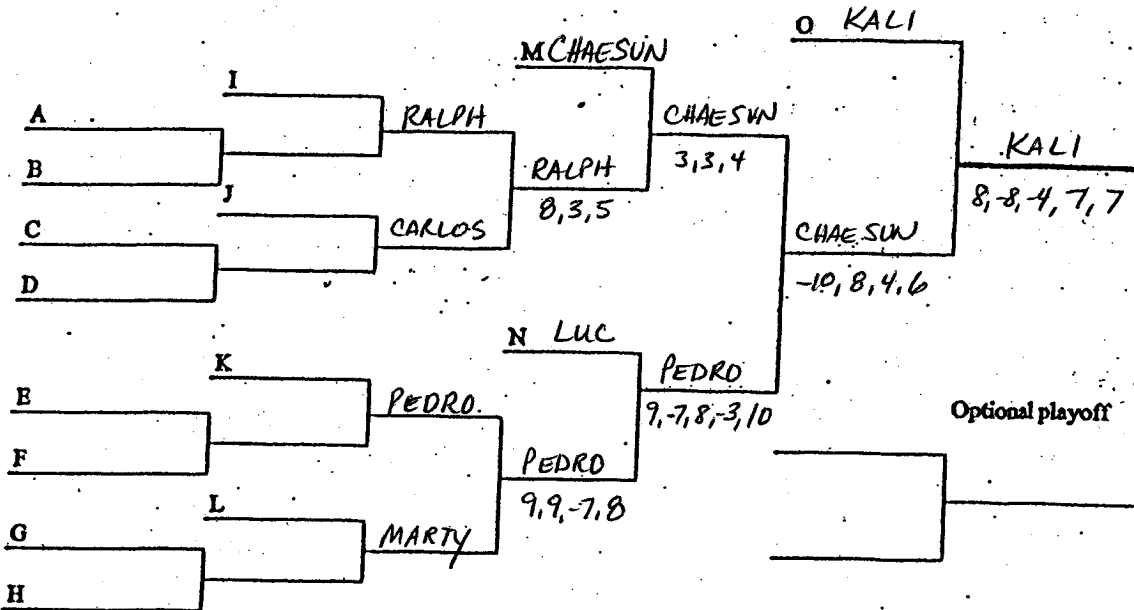 O KALI
M CHAESUN
I
A
RALPH
CHAESUN
3, 3, 4
KALI
8, -8, -4, 7, 7
B
RALPH
8, 3, 5
J
C
CARLOS
CHAESUN
-10, 8, 4, 6
D
N LUC
K
PEDRO
9, -7, 8, -3, 10
E
PEDRO.
Optional playoff
F
PEDRO
9, 9, -7, 8
L
G
MARTY
H